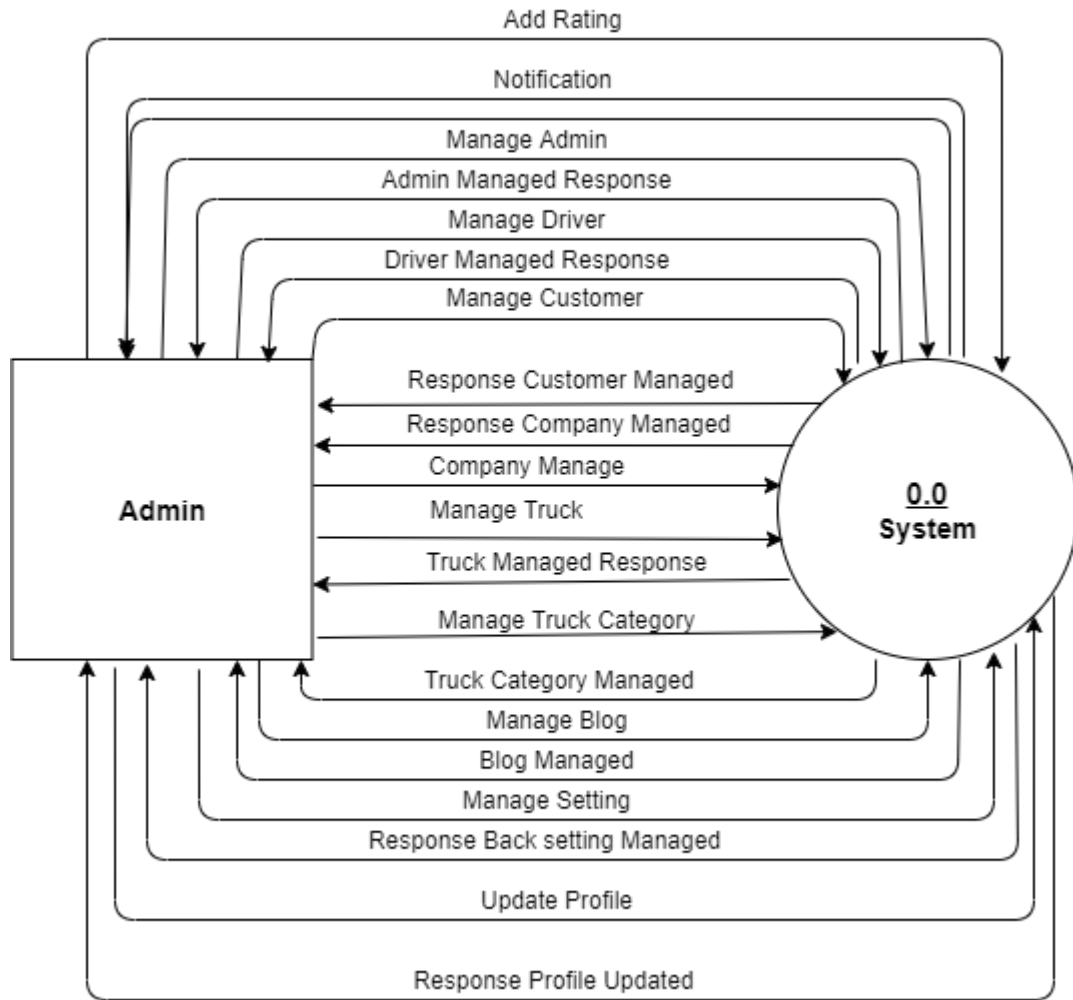 Add Rating
Notification
Manage Admin
Admin Managed Response
Manage Driver
Driver Managed Response
Manage Customer
Response Customer Managed
Response Company Managed
Company Manage
Admin
0.0
System
Manage Truck
Truck Managed Response
Manage Truck Category
Truck Category Managed
Manage Blog
Blog Managed
Manage Setting
Response Back setting Managed
Update Profile
Response Profile Updated